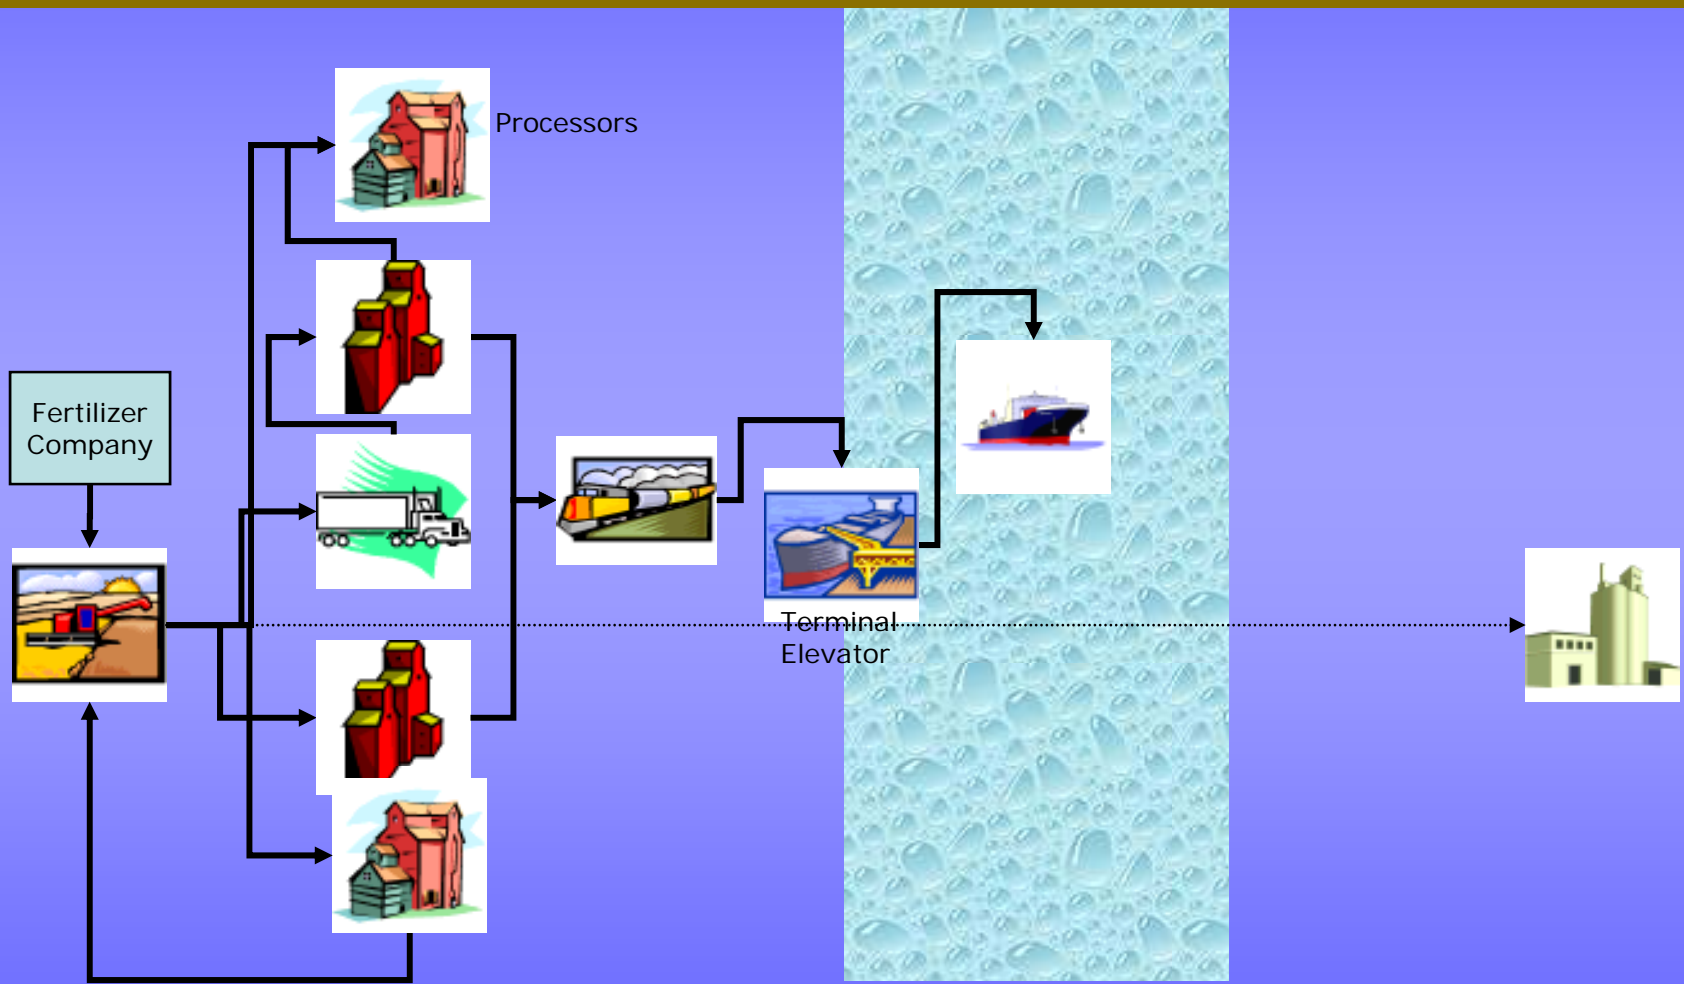 Processors
Fertilizer
Company
Terminal
Elevator